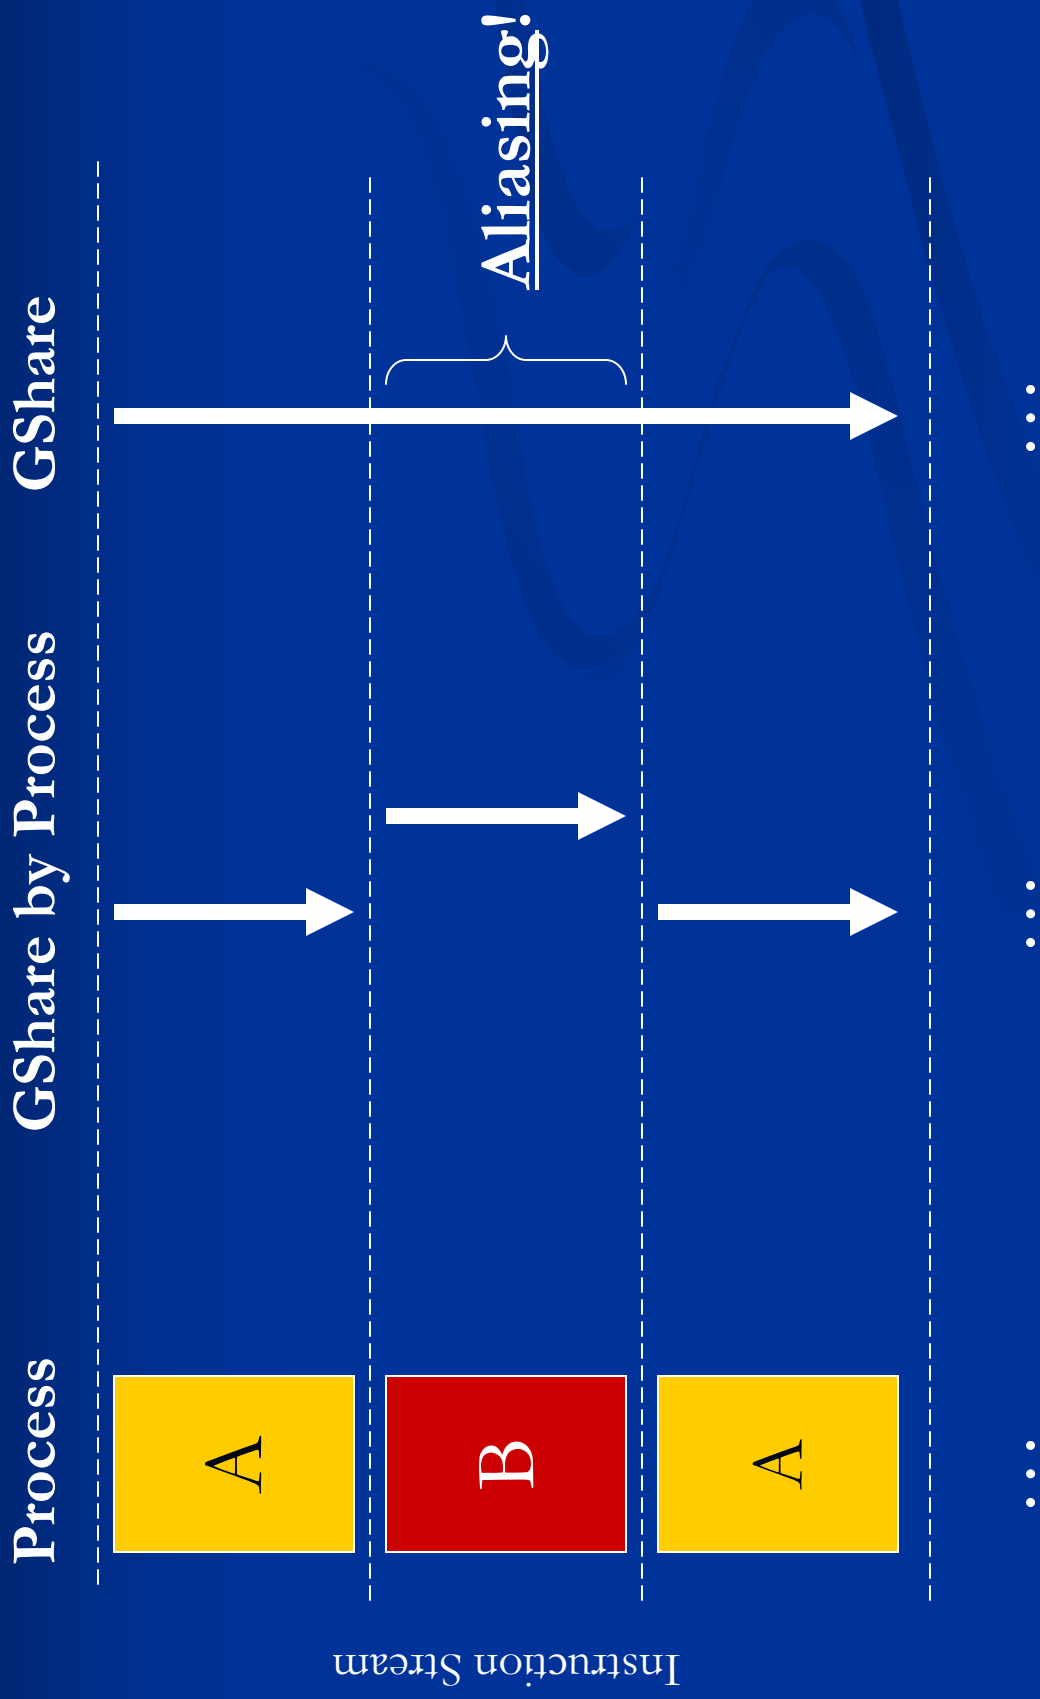 Process
GShare by Process
GShare
Instruction Stream
A
B
Aliasing!
A
...
...
...